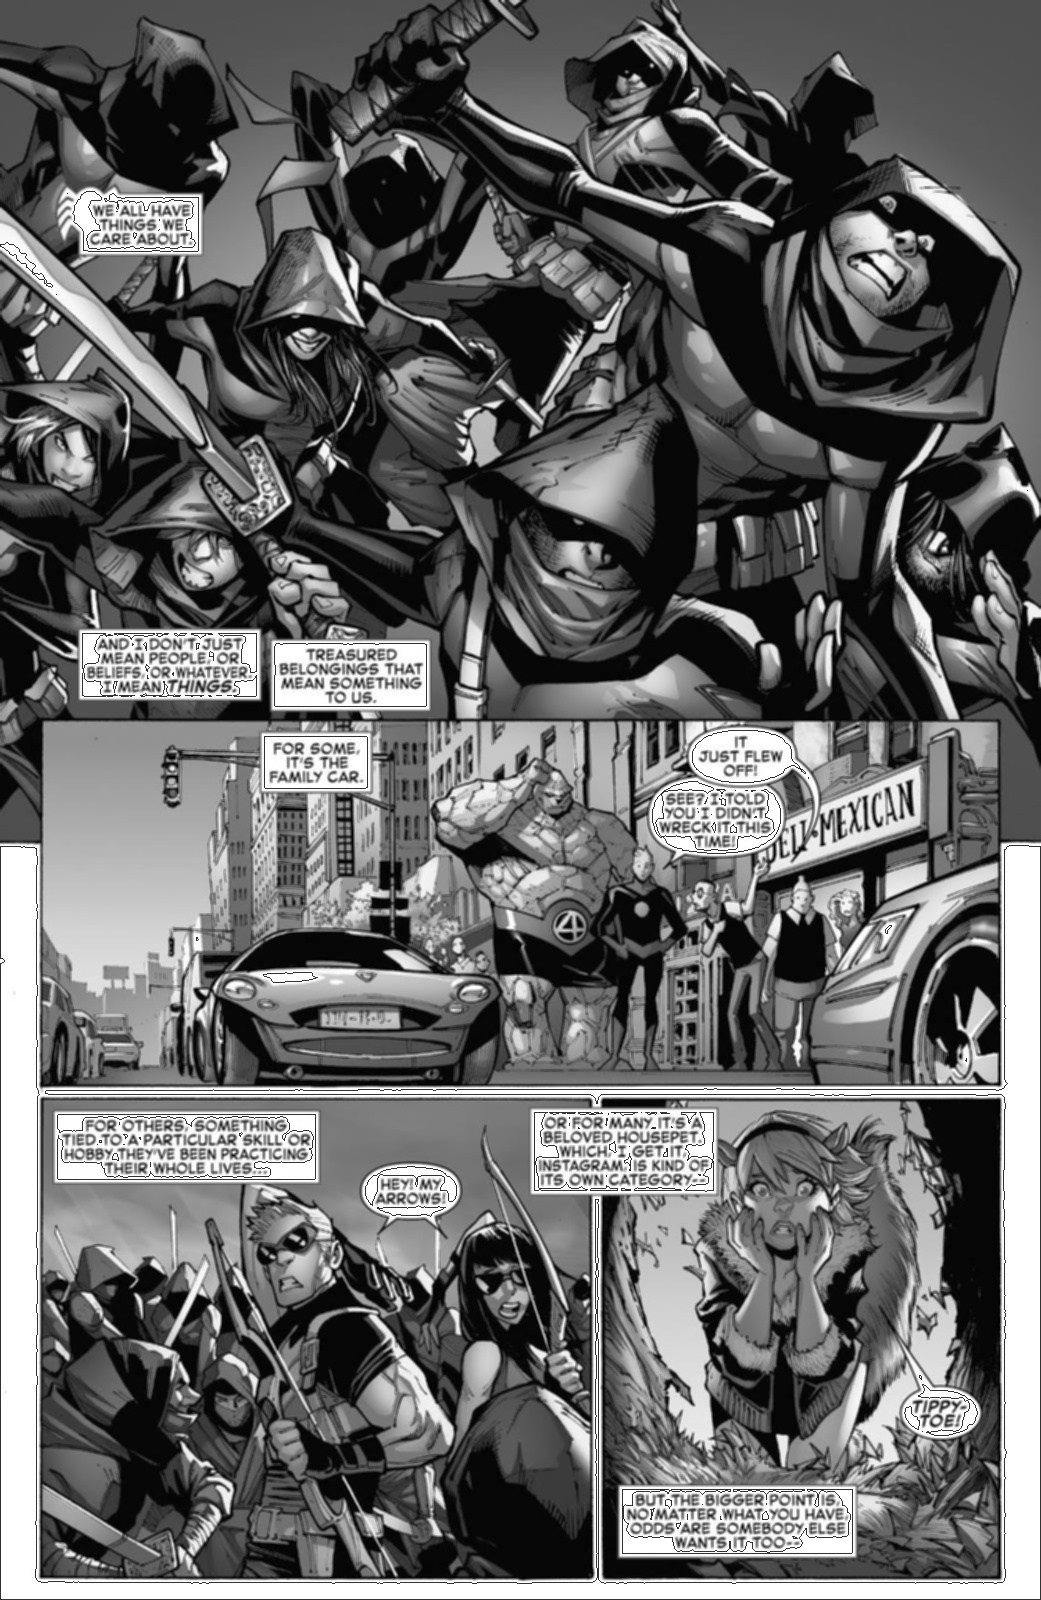 WE ALL HAVE
THINGS WE
CARE ABOUT.
AND I DON'T JUST
MEAN PEOPLE, OR
BELIEFS, OR WHATEVER.
I MEAN THINGS.
TREASURED
BELONGINGS THAT
MEAN SOMETHING
TO US.
FOR SOME,
IT'S THE
FAMILY CAR.
IT
JUST FLEW
OFF!
SEE? I TOLD
YOU I DIDN'T
WRECK IT THIS
TIME!
DELL MEXICAN
4
FOR OTHERS, SOMETHING
TIED TO A PARTICULAR SKILL OR
HOBBY THEY'VE BEEN PRACTICING
THEIR WHOLE LIVES...
HEY! MY
ARROWS!
OR FOR MANY IT'S A
BELOVED HOUSEPET,
WHICH, I GET IT,
INSTAGRAM IS KIND OF
ITS OWN CATEGORY--
TIPPY-
TOE!
BUT THE BIGGER POINT IS,
NO MATTER WHAT YOU HAVE,
ODDS ARE SOMEBODY ELSE
WANTS IT TOO--